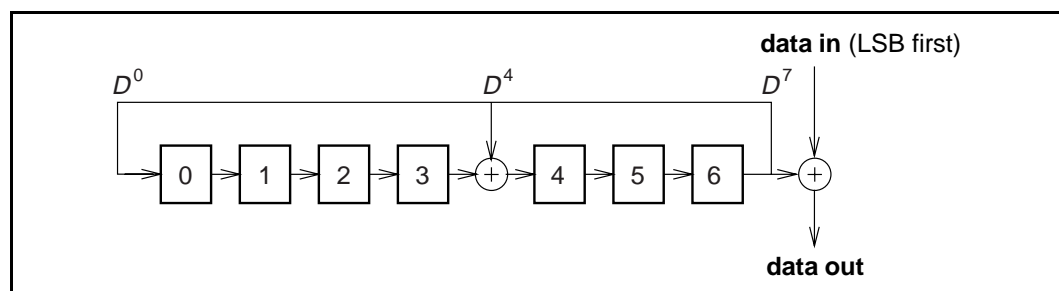 data in (LSB first)
D⁰ D⁴ D⁷
0 1 2 3 + 4 5 6 +
data out